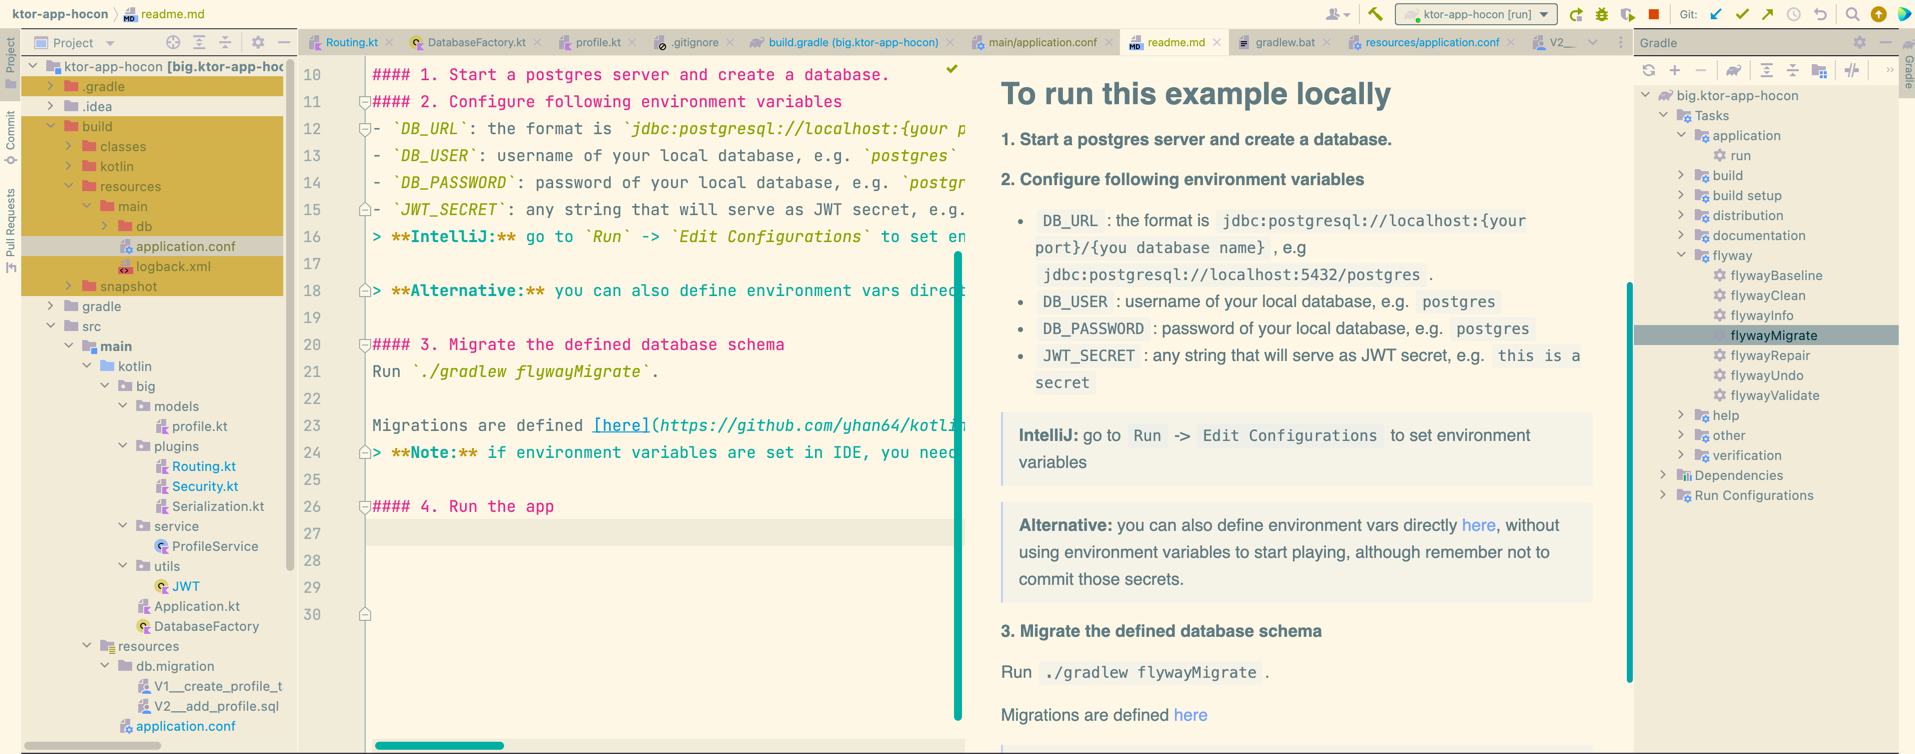 ktor-app-hocon readme.md
ktor-app-hocon [run]
Git:
Project
Commit
Pull Requests
Project
ktor-app-hocon [big.ktor-app-hoc
.gradle
.idea
build
classes
kotlin
resources
main
db
application.conf
logback.xml
snapshot
gradle
src
main
kotlin
big
models
profile.kt
plugins
Routing.kt
Security.kt
Serialization.kt
service
ProfileService
utils
JWT
Application.kt
DatabaseFactory
resources
db.migration
V1__create_profile_t
V2__add_profile.sql
application.conf
Routing.kt
DatabaseFactory.kt
profile.kt
.gitignore
build.gradle (big.ktor-app-hocon)
main/application.conf
readme.md
gradlew.bat
resources/application.conf
V2__
10 #### 1. Start a postgres server and create a database.
11 #### 2. Configure following environment variables
12 - `DB_URL`: the format is `jdbc:postgresql://localhost:{your p
13 - `DB_USER`: username of your local database, e.g. `postgres`
14 - `DB_PASSWORD`: password of your local database, e.g. `postgr
15 - `JWT_SECRET`: any string that will serve as JWT secret, e.g.
16 > **IntelliJ:** go to `Run` -> `Edit Configurations` to set en
17
18 > **Alternative:** you can also define environment vars direct
19
20 #### 3. Migrate the defined database schema
21 Run `./gradlew flywayMigrate`.
22
23 Migrations are defined [here](https://github.com/yhan64/kotlin
24 > **Note:** if environment variables are set in IDE, you need
25
26 #### 4. Run the app
27
28
29
30
To run this example locally
1. Start a postgres server and create a database.
2. Configure following environment variables
• DB_URL : the format is jdbc:postgresql://localhost:{your
port}/{you database name} , e.g
jdbc:postgresql://localhost:5432/postgres .
• DB_USER : username of your local database, e.g. postgres
• DB_PASSWORD : password of your local database, e.g. postgres
• JWT_SECRET : any string that will serve as JWT secret, e.g. this is a
secret
IntelliJ: go to Run -> Edit Configurations to set environment
variables
Alternative: you can also define environment vars directly here, without
using environment variables to start playing, although remember not to
commit those secrets.
3. Migrate the defined database schema
Run ./gradlew flywayMigrate .
Migrations are defined here
Gradle
big.ktor-app-hocon
Tasks
application
run
build
build setup
distribution
documentation
flyway
flywayBaseline
flywayClean
flywayInfo
flywayMigrate
flywayRepair
flywayUndo
flywayValidate
help
other
verification
Dependencies
Run Configurations
Gradle